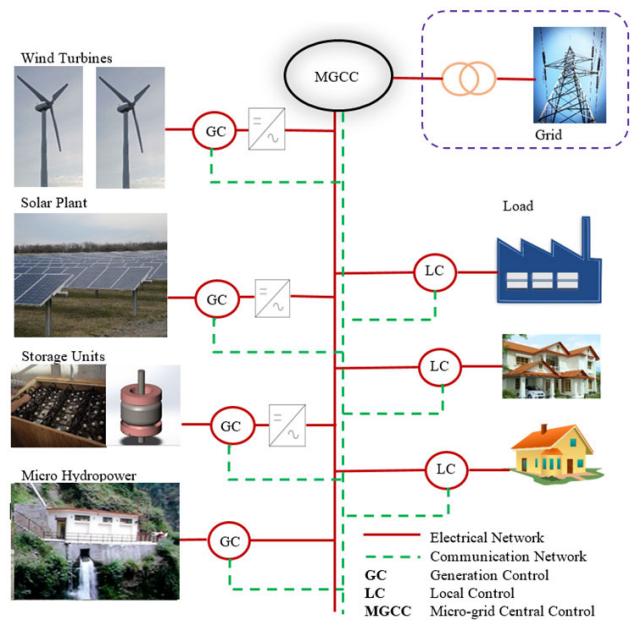 Wind Turbines
MGCC
Grid
GC
Solar Plant
Load
LC
GC
Storage Units
LC
GC
Micro Hydropower
LC
GC
Electrical Network
Communication Network
GC Generation Control
LC Local Control
MGCC Micro-grid Central Control